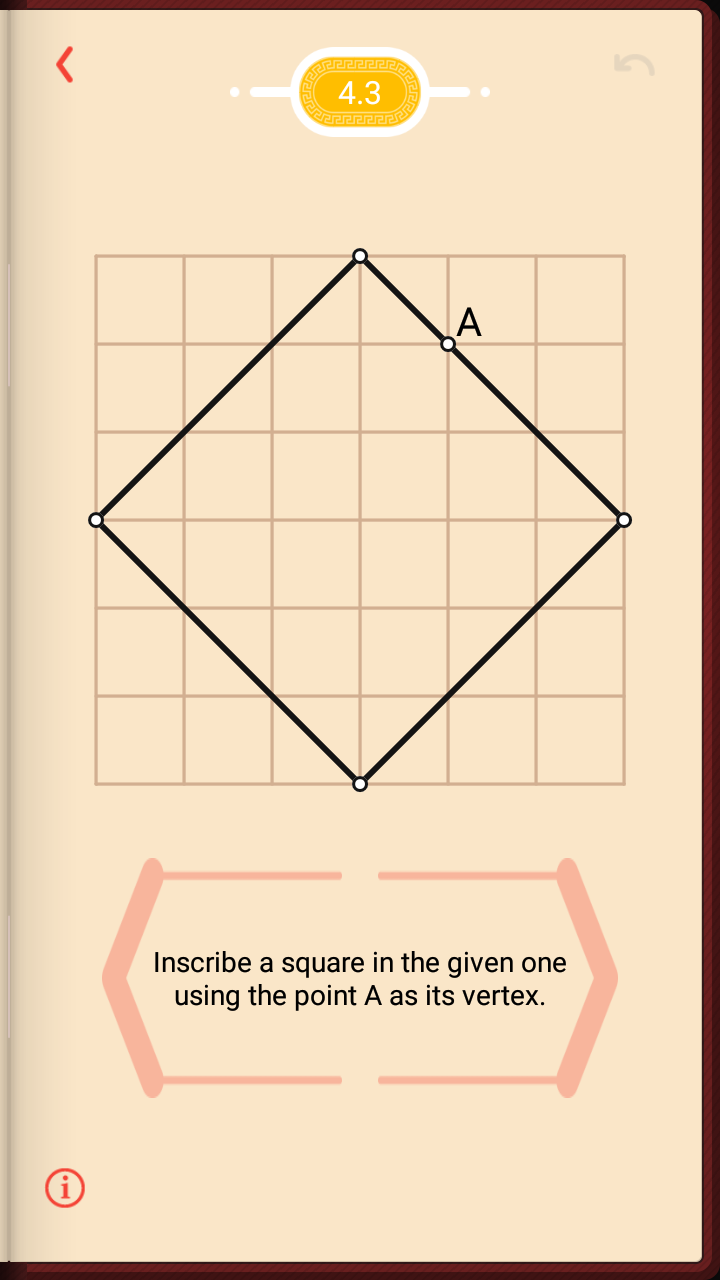 4.3
A
Inscribe a square in the given one
using the point A as its vertex.
i